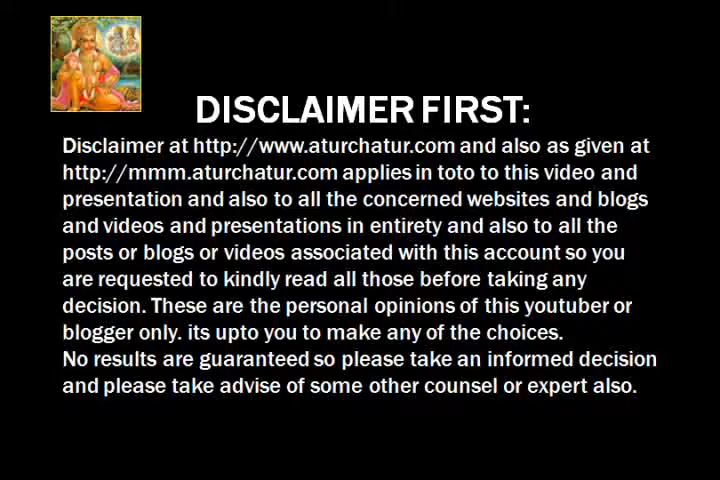 DISCLAIMER FIRST:
Disclaimer at http://www.aturchatur.com and also as given at
http://mmm.aturchatur.com applies in toto to this video and
presentation and also to all the concerned websites and blogs
and videos and presentations in entirety and also to all the
posts or blogs or videos associated with this account so you
are requested to kindly read all those before taking any
decision. These are the personal opinions of this youtuber or
blogger only. its upto you to make any of the choices.
No results are guaranteed so please take an informed decision
and please take advise of some other counsel or expert also.